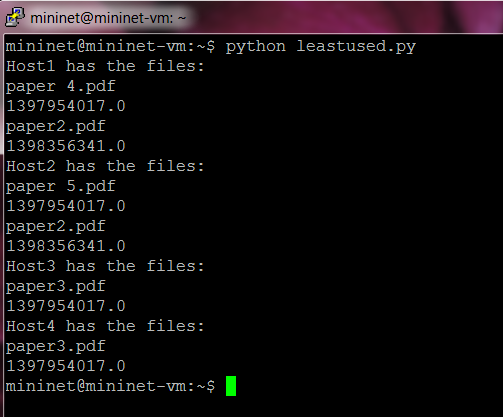 mininet@mininet-vm: ~
mininet@mininet-vm:~$ python leastused.py
Host1 has the files:
paper 4.pdf
1397954017.0
paper2.pdf
1398356341.0
Host2 has the files:
paper 5.pdf
1397954017.0
paper2.pdf
1398356341.0
Host3 has the files:
paper3.pdf
1397954017.0
Host4 has the files:
paper3.pdf
1397954017.0
mininet@mininet-vm:~$